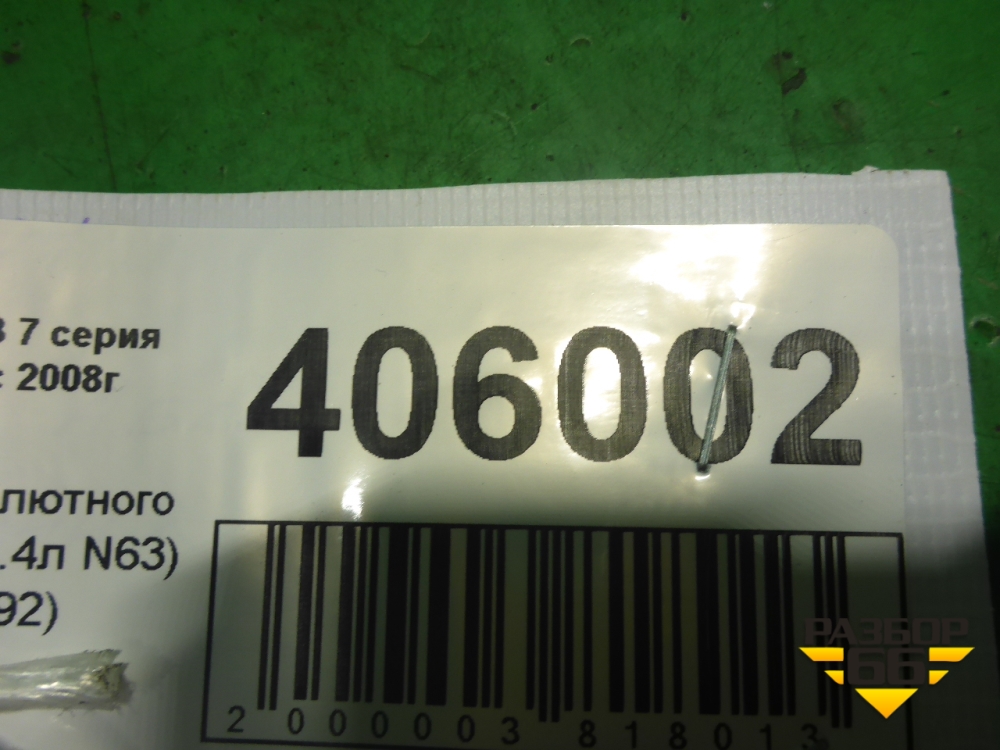 7 серия
406002
2008г
лютного
.4л N63)
92)
2 000003 818013
РАЗБОР
66